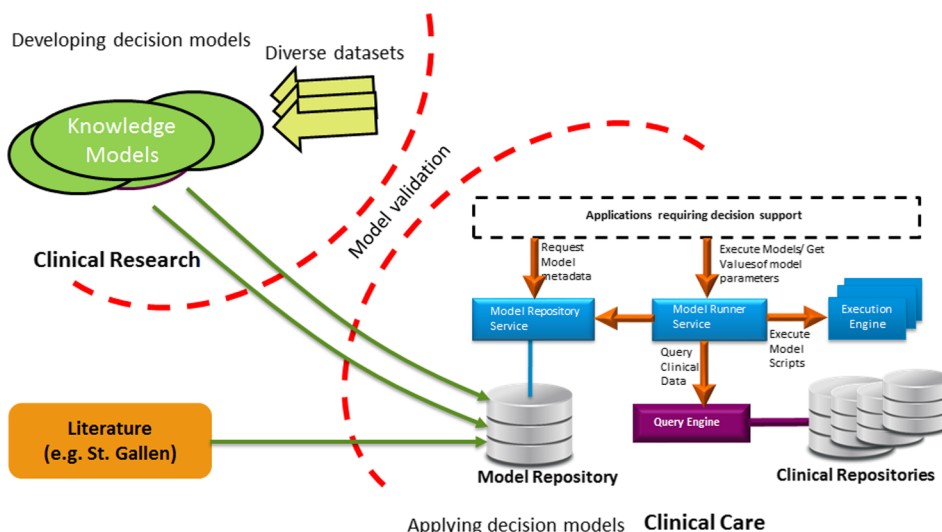 Developing decision models
Diverse datasets
Knowledge
Models
Model validation
Clinical Research
Applications requiring decision support
Request
Model
metadata
Execute Models/ Get
Values of model
parameters
Model Repository
Service
Model Runner
Service
Execution
Engine
Query
Clinical
Data
Execute
Model
Scripts
Literature
(e.g. St. Gallen)
Query Engine
Model Repository
Clinical Repositories
Applying decision models Clinical Care